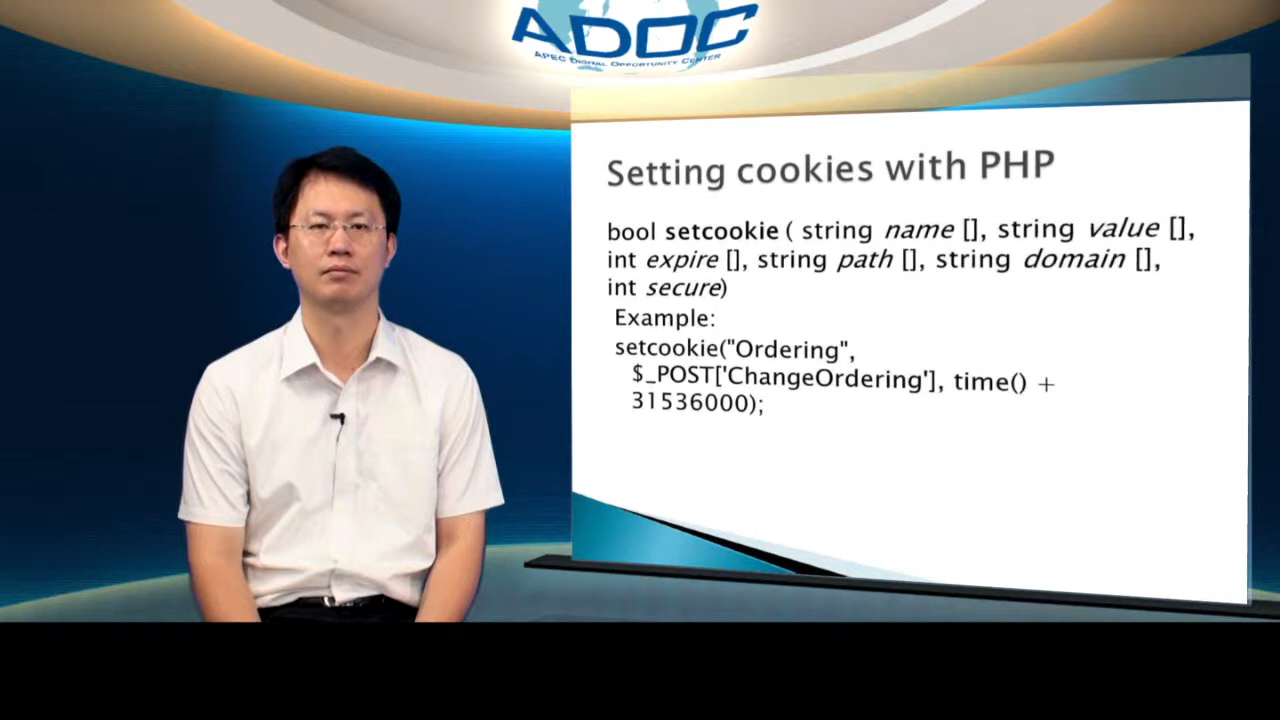 ADOC
APEC DIGITAL OPPORTUNITY CENTER
Setting cookies with PHP
bool setcookie ( string name [], string value [],
int expire [], string path [], string domain [],
int secure)
Example:
setcookie("Ordering",
$_POST['ChangeOrdering'], time() +
31536000);